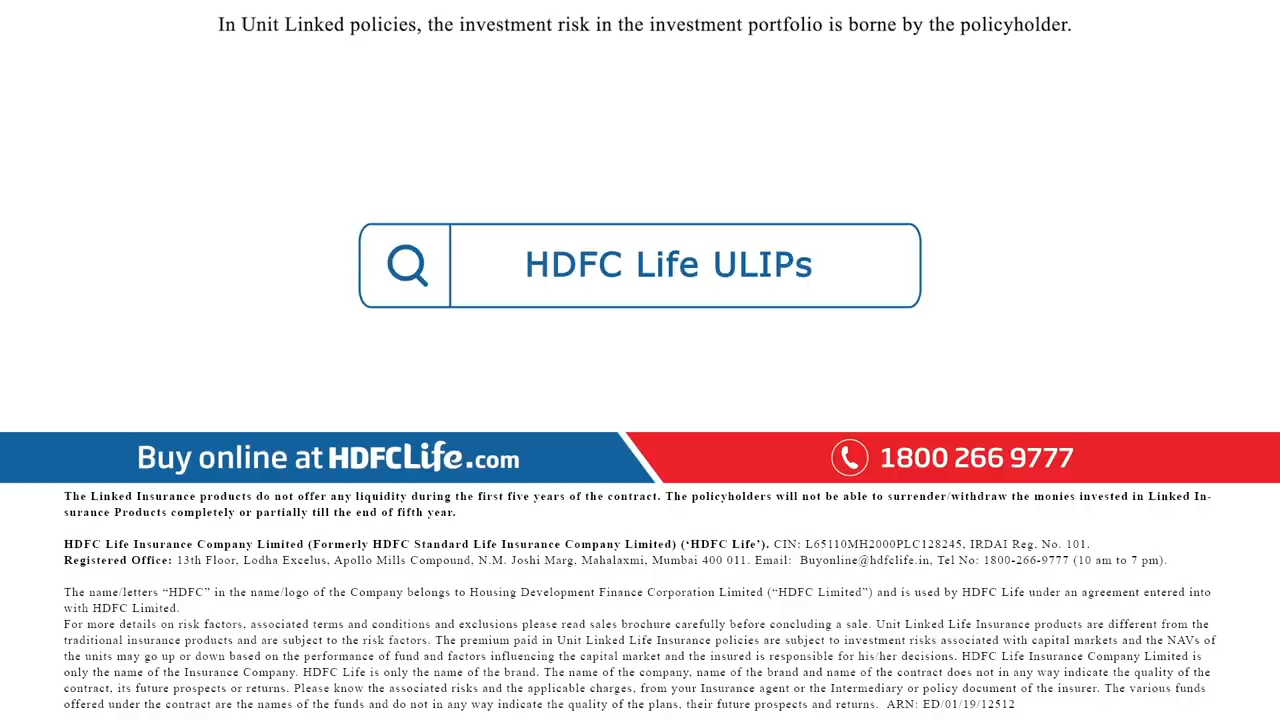 In Unit Linked policies, the investment risk in the investment portfolio is borne by the policyholder.
HDFC Life ULIPs
Buy online at HDFCLife.com
1800 266 9777
The Linked Insurance products do not offer any liquidity during the first five years of the contract. The policyholders will not be able to surrender/withdraw the monies invested in Linked In-
surance Products completely or partially till the end of fifth year.
HDFC Life Insurance Company Limited (Formerly HDFC Standard Life Insurance Company Limited) (‘HDFC Life’). CIN: L65110MH2000PLC128245, IRDAI Reg. No. 101.
Registered Office: 13th Floor, Lodha Excelus, Apollo Mills Compound, N.M. Joshi Marg, Mahalaxmi, Mumbai 400 011. Email: Buyonline@hdfclife.in, Tel No: 1800-266-9777 (10 am to 7 pm).
The name/letters “HDFC” in the name/logo of the Company belongs to Housing Development Finance Corporation Limited (“HDFC Limited”) and is used by HDFC Life under an agreement entered into
with HDFC Limited.
For more details on risk factors, associated terms and conditions and exclusions please read sales brochure carefully before concluding a sale. Unit Linked Life Insurance products are different from the
traditional insurance products and are subject to the risk factors. The premium paid in Unit Linked Life Insurance policies are subject to investment risks associated with capital markets and the NAVs of
the units may go up or down based on the performance of fund and factors influencing the capital market and the insured is responsible for his/her decisions. HDFC Life Insurance Company Limited is
only the name of the Insurance Company. HDFC Life is only the name of the brand. The name of the company, name of the brand and name of the contract does not in any way indicate the quality of the
contract, its future prospects or returns. Please know the associated risks and the applicable charges, from your Insurance agent or the Intermediary or policy document of the insurer. The various funds
offered under the contract are the names of the funds and do not in any way indicate the quality of the plans, their future prospects and returns. ARN: ED/01/19/12512